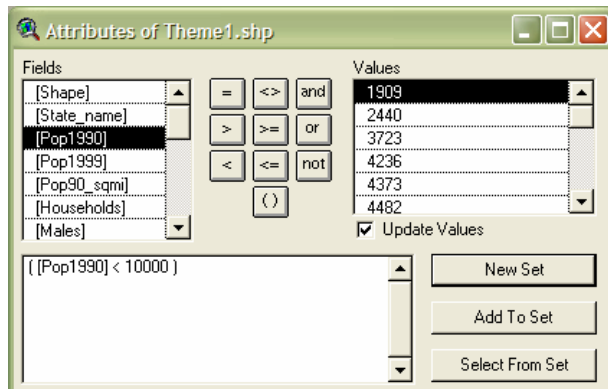 Attributes of Theme1.shp
Fields
[Shape]
[State_name]
[Pop1990]
[Pop1999]
[Pop90_sqmi]
[Households]
[Males]
= <> and
> >= or
< <= not
( )
Values
1909
2440
3723
4236
4373
4482
Update Values
( [Pop1990] < 10000 )
New Set
Add To Set
Select From Set